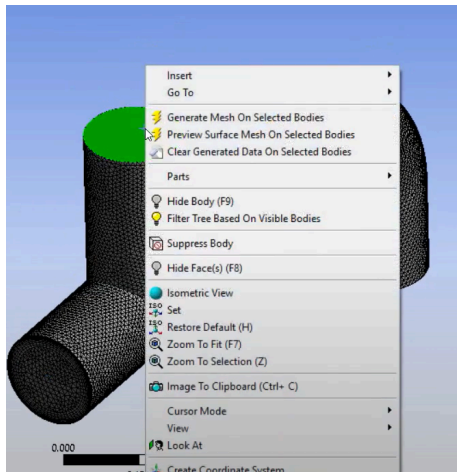 Insert
Go To
Generate Mesh On Selected Bodies
Preview Surface Mesh On Selected Bodies
Clear Generated Data On Selected Bodies
Parts
Hide Body (F9)
Filter Tree Based On Visible Bodies
Suppress Body
Hide Face(s) (F8)
Isometric View
ISO Set
ISO Restore Default (H)
Zoom To Fit (F7)
Zoom To Selection (Z)
Image To Clipboard (Ctrl+ C)
Cursor Mode
View
Look At
0.000
Create Coordinate System